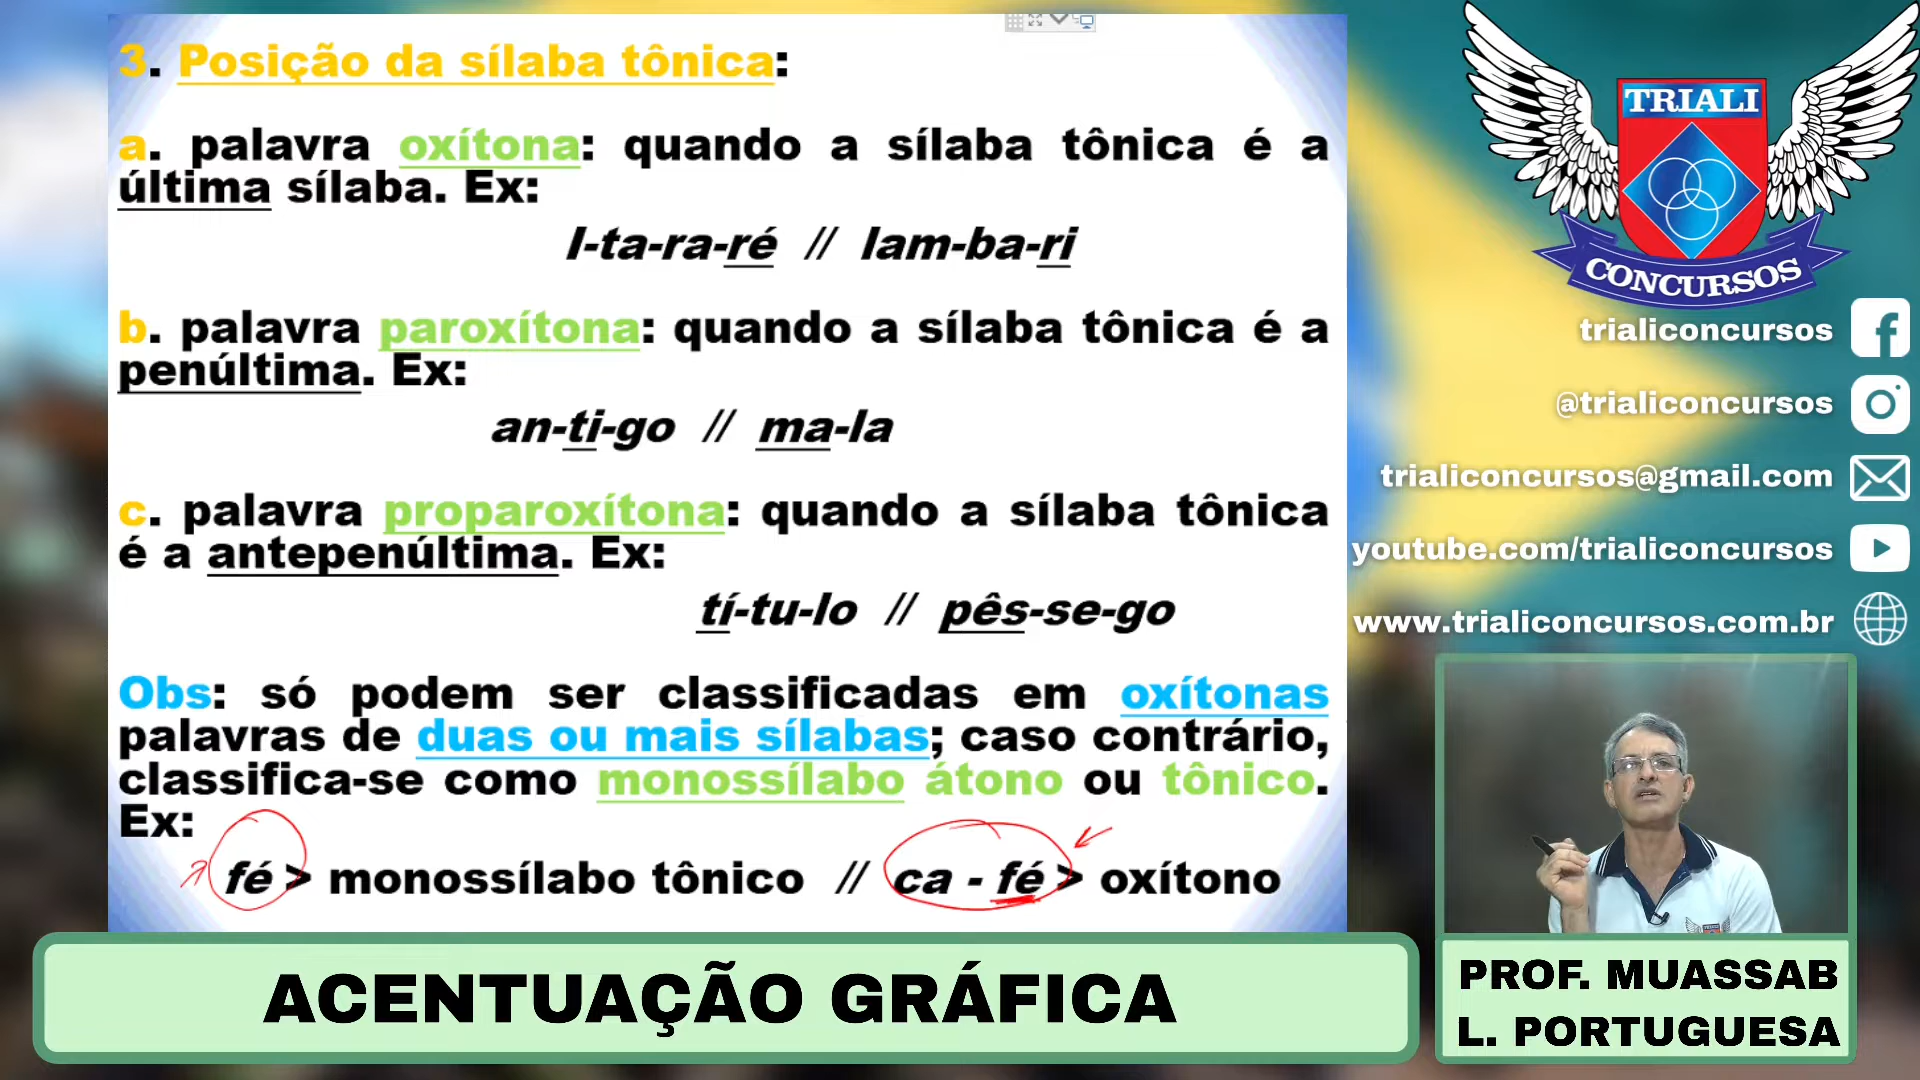 3. Posição da sílaba tônica:
a. palavra oxítona: quando a sílaba tônica é a
última sílaba. Ex:
I-ta-ra-ré // lam-ba-ri
b. palavra paroxítona: quando a sílaba tônica é a
penúltima. Ex:
an-ti-go // ma-la
c. palavra proparoxítona: quando a sílaba tônica
é a antepenúltima. Ex:
tí-tu-lo // pês-se-go
Obs: só podem ser classificadas em oxítonas
palavras de duas ou mais sílabas; caso contrário,
classifica-se como monossílabo átono ou tônico.
Ex:
fé > monossílabo tônico // ca - fé > oxítono
TRIALI
CONCURSOS
trialiconcursos
@trialiconcursos
trialiconcursos@gmail.com
youtube.com/trialiconcursos
www.trialiconcursos.com.br
ACENTUAÇÃO GRÁFICA
PROF. MUASSAB
L. PORTUGUESA